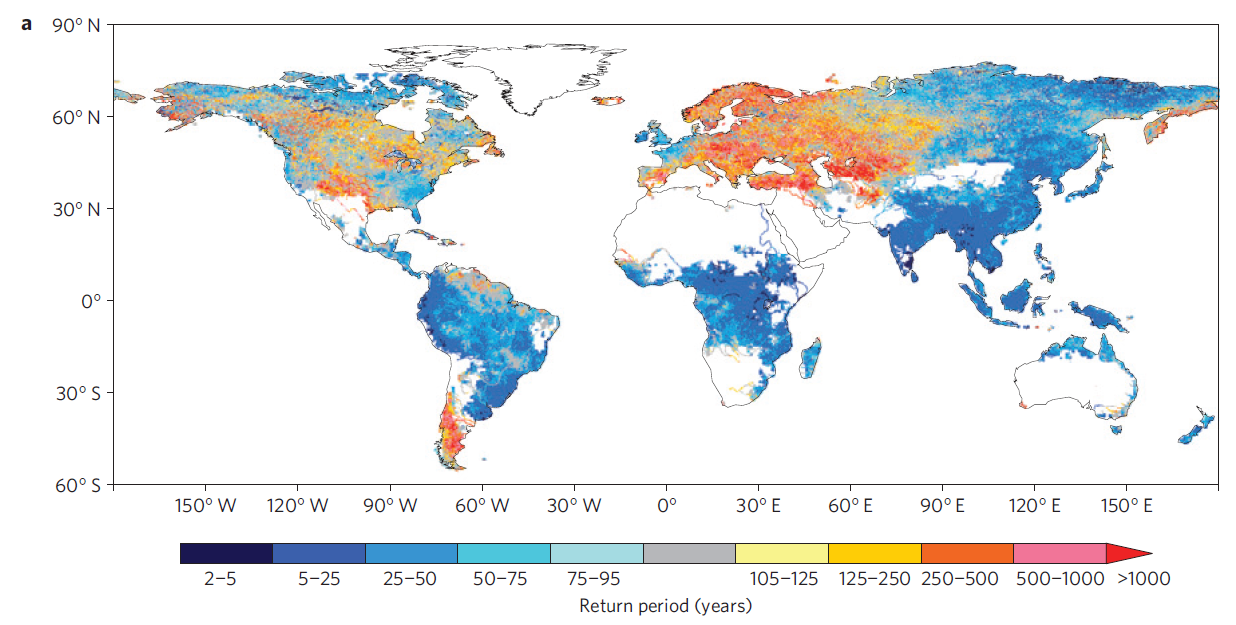 a
90° N
60° N
30° N
0°
30° S
60° S
150° W 120° W 90° W 60° W 30° W 0° 30° E 60° E 90° E 120° E 150° E
2–5 5–25 25–50 50–75 75–95 105–125 125–250 250–500 500–1000 >1000
Return period (years)